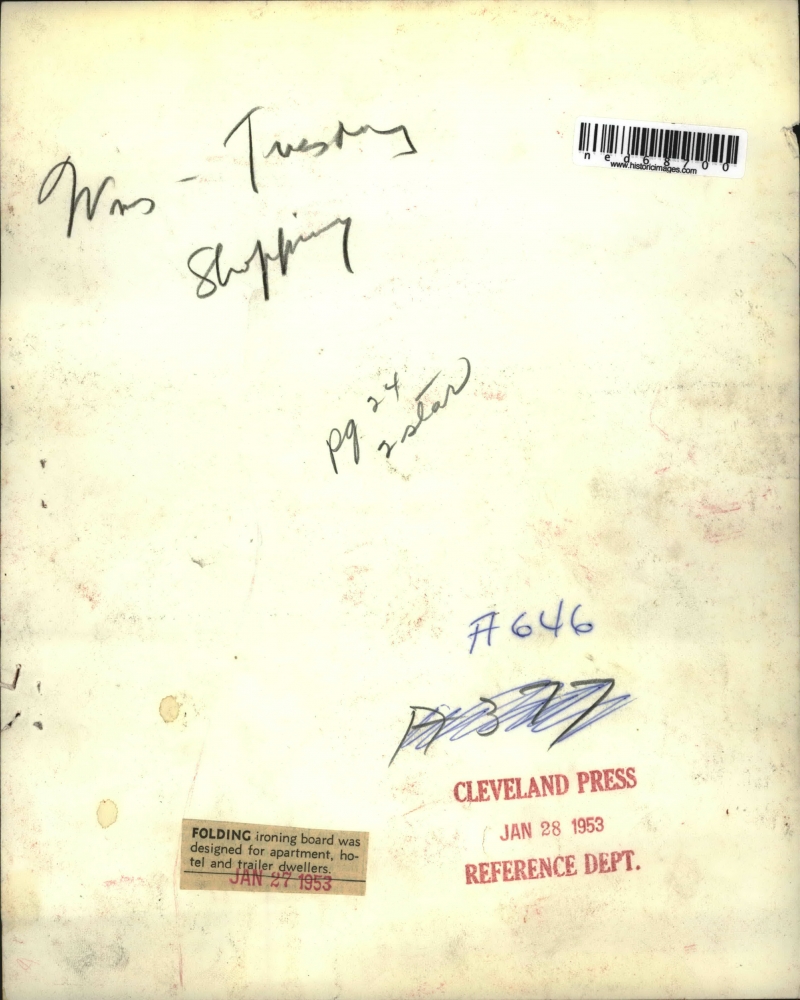 Wms - Tuesday
Shopping
ned68700
www.historicimages.com
pg 24
2 star
A646
A377
CLEVELAND PRESS
JAN 28 1953
REFERENCE DEPT.
FOLDING ironing board was
designed for apartment, ho-
tel and trailer dwellers.
JAN 27 1953